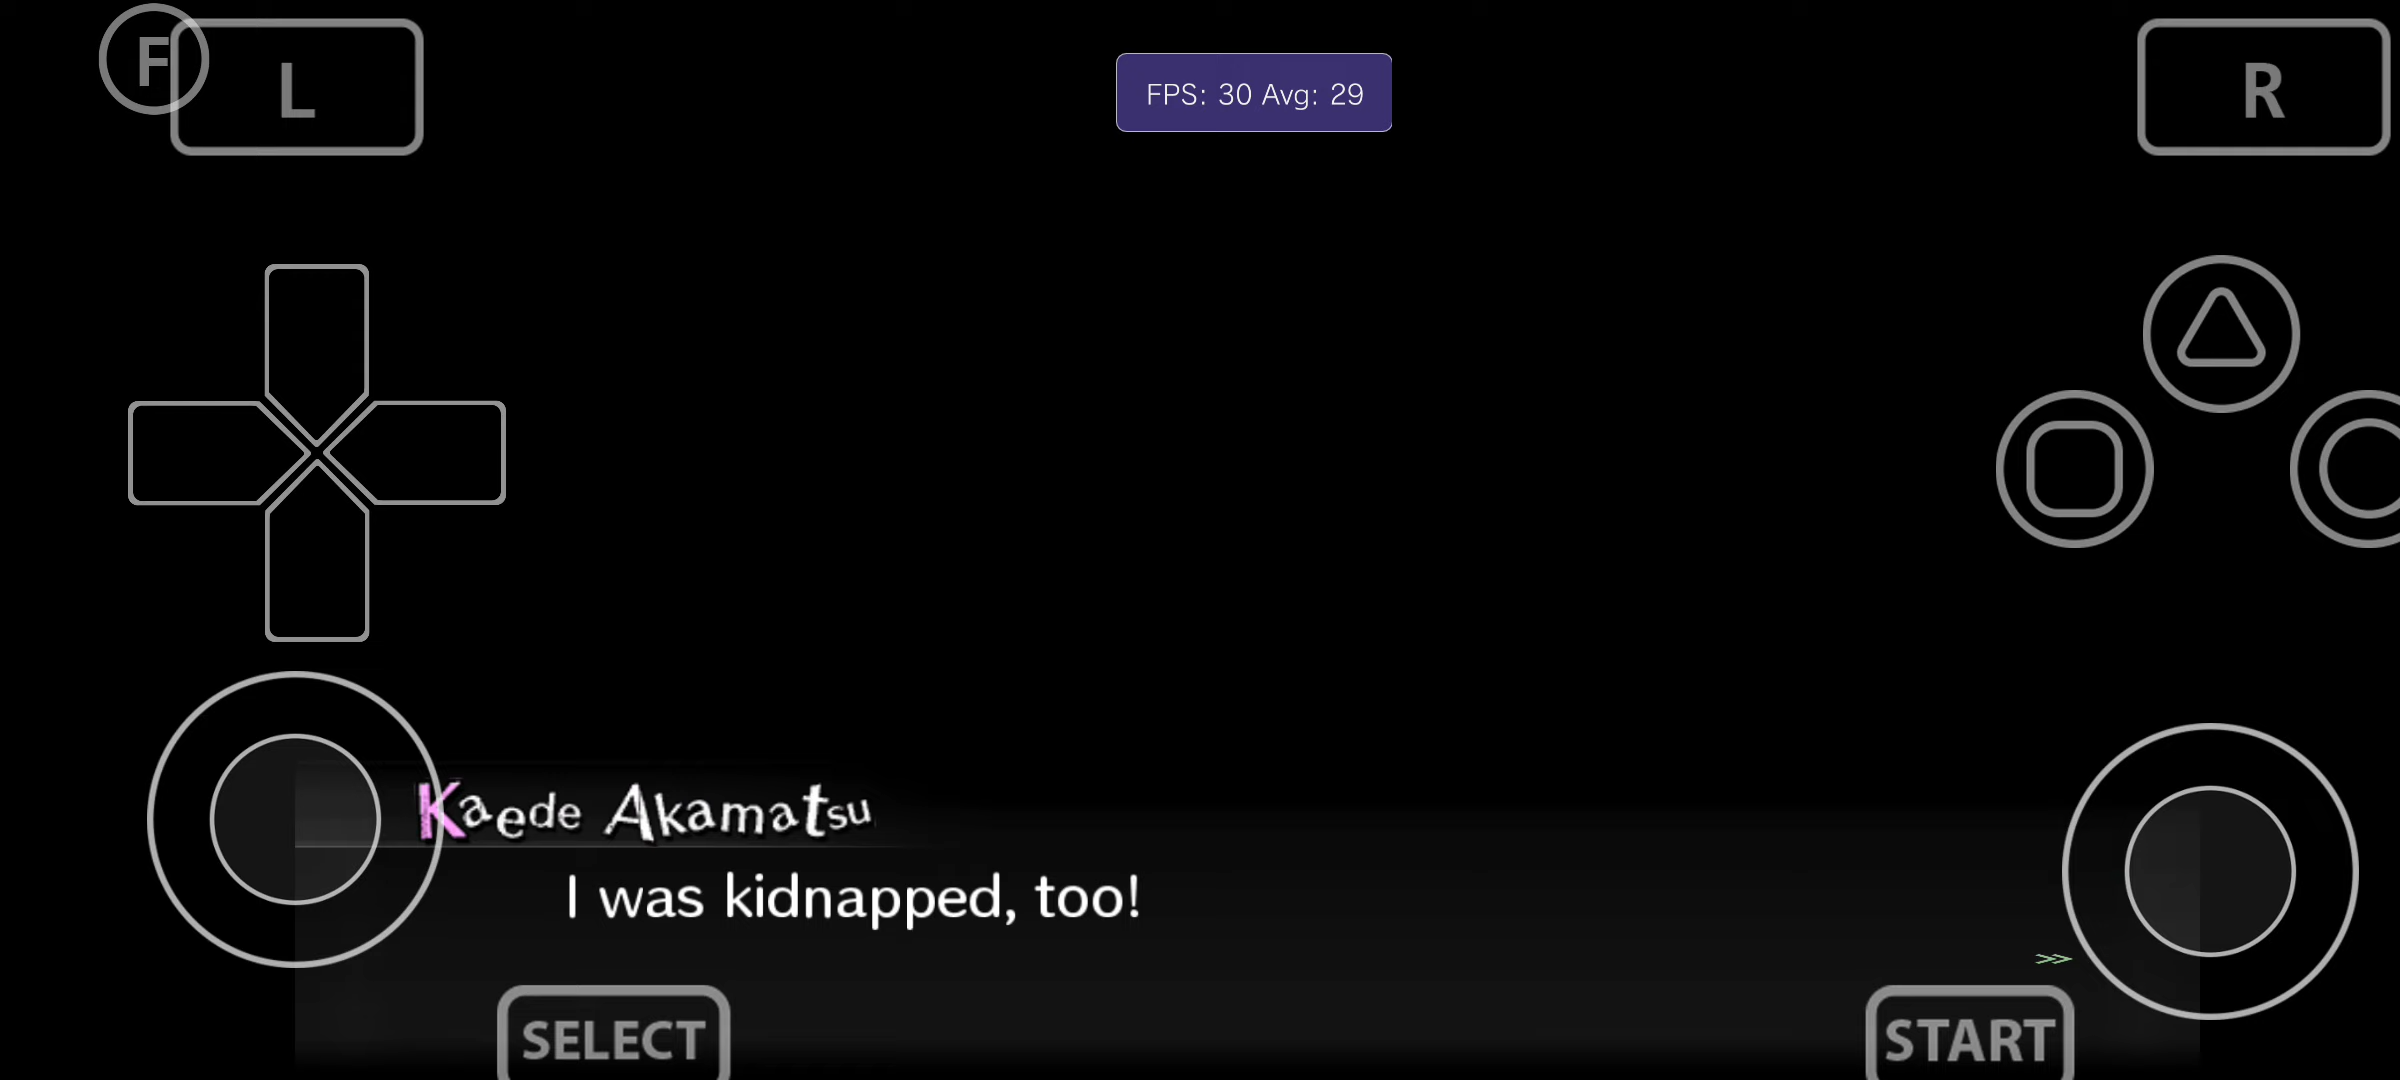 F
L
FPS: 30 Avg: 29
R
Kaede Akamatsu
I was kidnapped, too!
SELECT
START